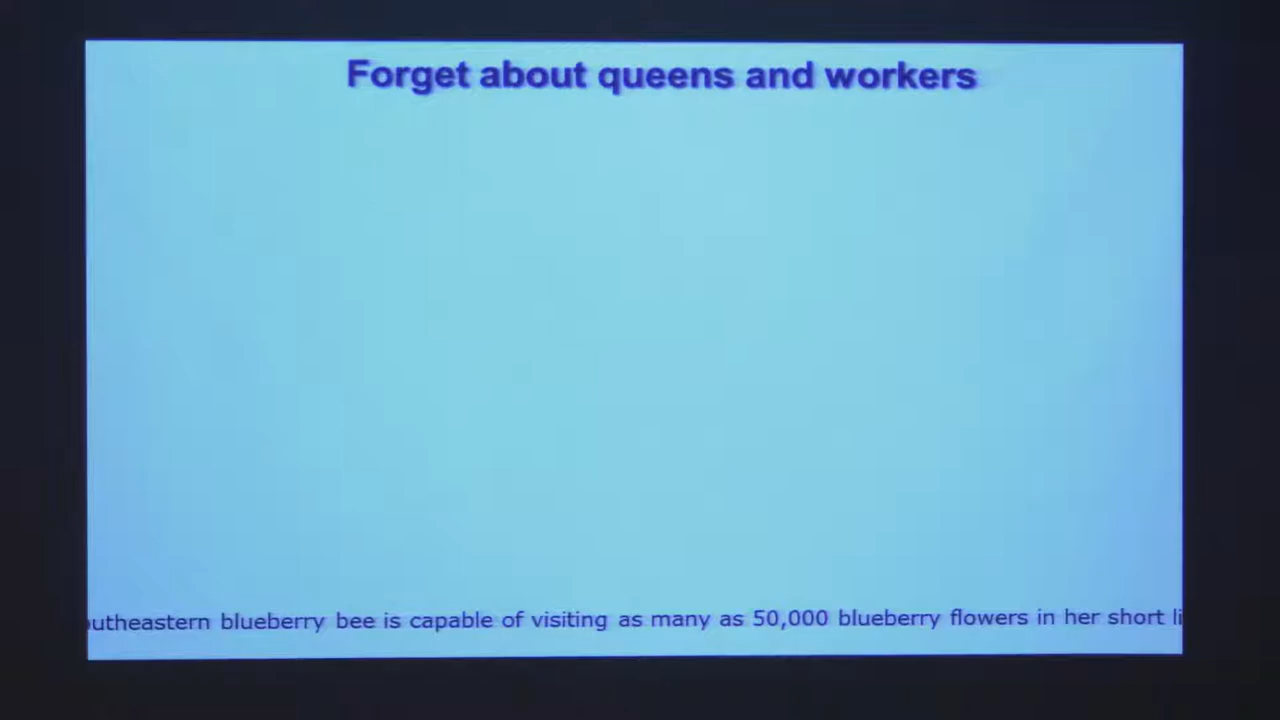 Forget about queens and workers
utheastern blueberry bee is capable of visiting as many as 50,000 blueberry flowers in her short li